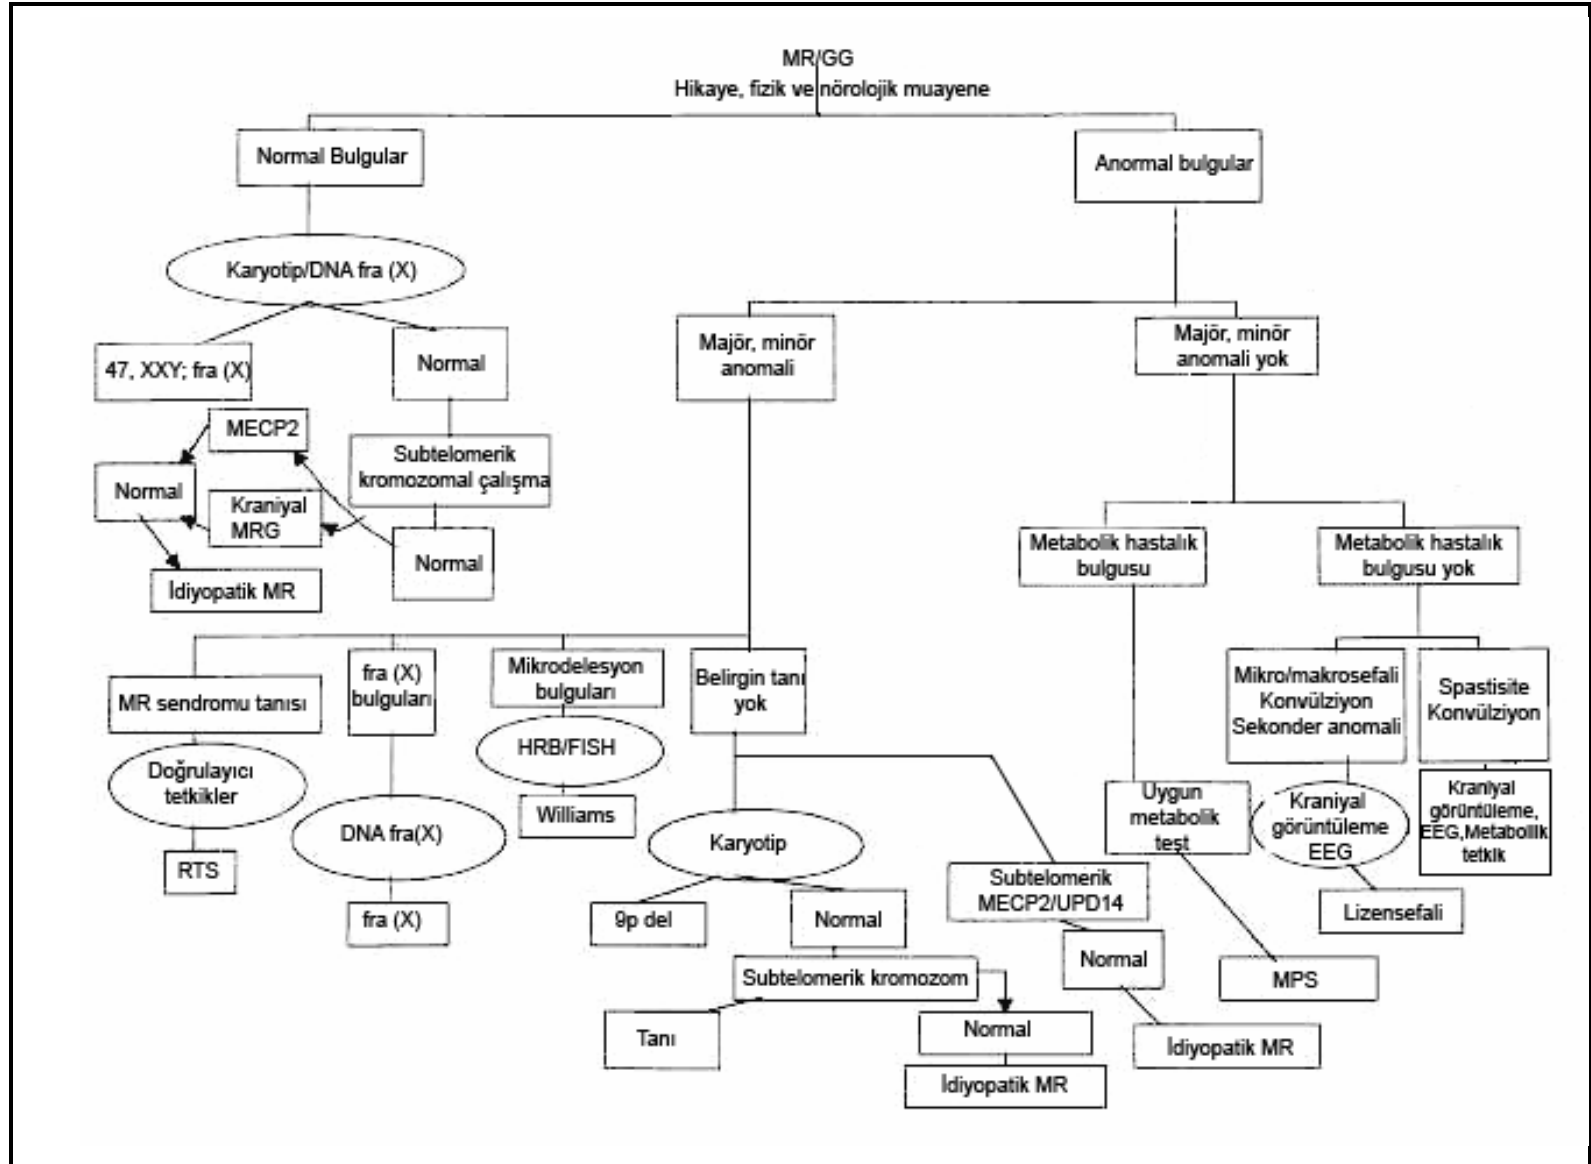 MR/GG
Hikaye, fizik ve nörolojik muayene
Normal Bulgular
Anormal bulgular
Karyotip/DNA fra (X)
47, XXY; fra (X)
Normal
MECP2
Subtelomerik
kromozomal çalışma
Normal
Kraniyal
MRG
Normal
İdiyopatik MR
Majör, minör
anomali
Majör, minör
anomali yok
Metabolik hastalık
bulgusu
Metabolik hastalık
bulgusu yok
MR sendromu tanısı
fra (X)
bulguları
Mikrodelesyon
bulguları
Belirgin tanı
yok
Doğrulayıcı
tetkikler
RTS
DNA fra(X)
fra (X)
HRB/FISH
Williams
Karyotip
9p del
Normal
Subtelomerik kromozom
Tanı
Normal
İdiyopatik MR
Subtelomerik
MECP2/UPD14
Normal
İdiyopatik MR
Uygun
metabolik
test
MPS
Mikro/makrosefali
Konvülziyon
Sekonder anomali
Kraniyal
görüntüleme
EEG
Lizensefali
Spastisite
Konvülziyon
Kraniyal
görüntüleme,
EEG,Metabolik
tetkik